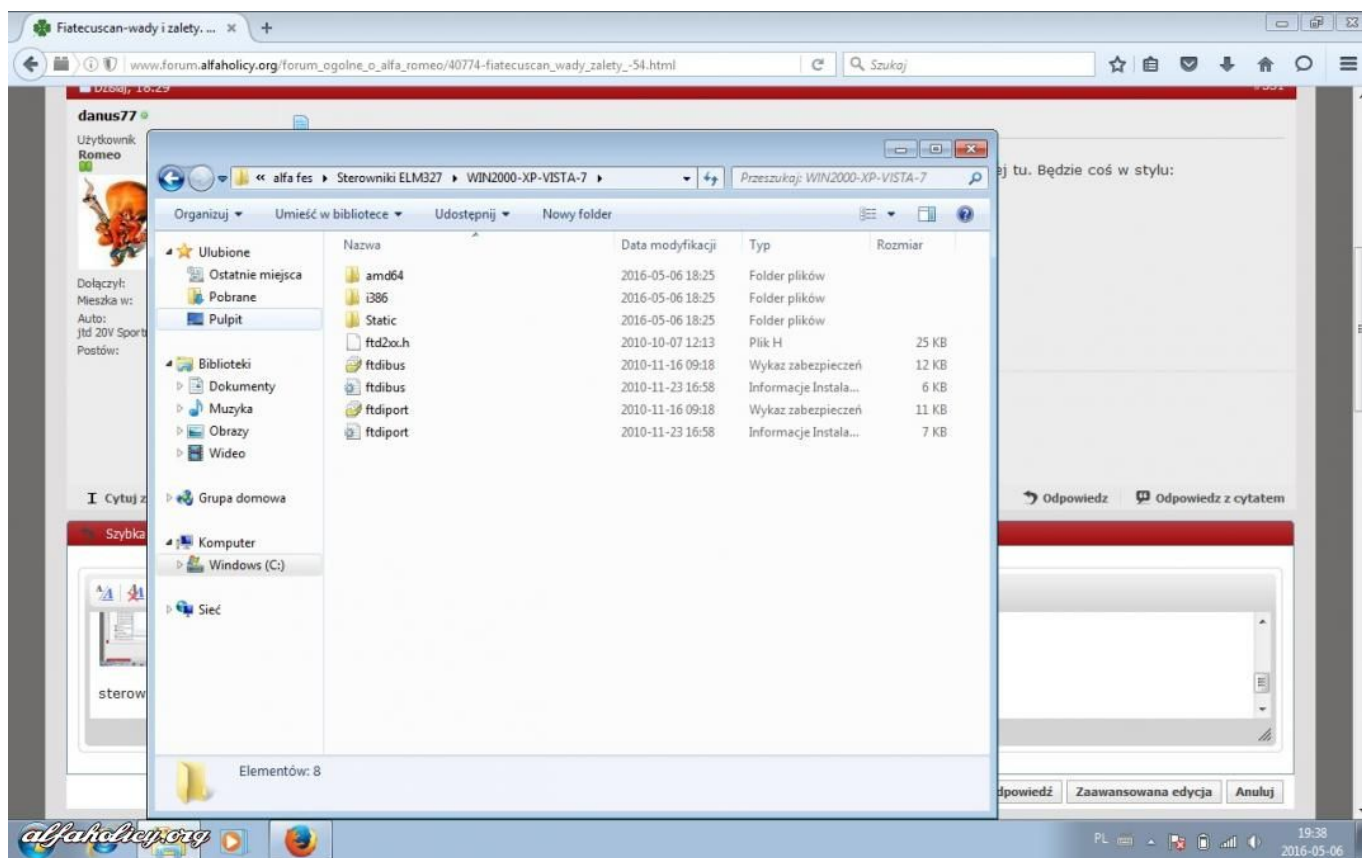 Fiatecuscan-wady i zalety. ...
www.forum.alfaholicy.org/forum_ogolne_o_alfa_romeo/40774-fiatecuscan_wady_zalety_-54.html
Szukaj
danus77
Użytkownik
Romeo
Dołączył:
Mieszka w:
Auto:
jtd 20V Sport
Postów:
ej tu. Będzie coś w stylu:
« alfa fes ▸ Sterowniki ELM327 ▸ WIN2000-XP-VISTA-7 ▸
Przeszukaj: WIN2000-XP-VISTA-7
Organizuj Umieść w bibliotece Udostępnij Nowy folder
Nazwa Data modyfikacji Typ Rozmiar
amd64 2016-05-06 18:25 Folder plików
i386 2016-05-06 18:25 Folder plików
Static 2016-05-06 18:25 Folder plików
ftd2xx.h 2010-10-07 12:13 Plik H 25 KB
ftdibus 2010-11-16 09:18 Wykaz zabezpieczeń 12 KB
ftdibus 2010-11-23 16:58 Informacje Instala... 6 KB
ftdiport 2010-11-16 09:18 Wykaz zabezpieczeń 11 KB
ftdiport 2010-11-23 16:58 Informacje Instala... 7 KB
Ulubione
Ostatnie miejsca
Pobrane
Pulpit
Biblioteki
Dokumenty
Muzyka
Obrazy
Wideo
Grupa domowa
Komputer
Windows (C:)
Sieć
Elementów: 8
Cytuj z
Odpowiedz Odpowiedz z cytatem
Szybka
sterow
dpowiedź Zaawansowana edycja Anuluj
alfaholicy.org
PL 19:38
2016-05-06